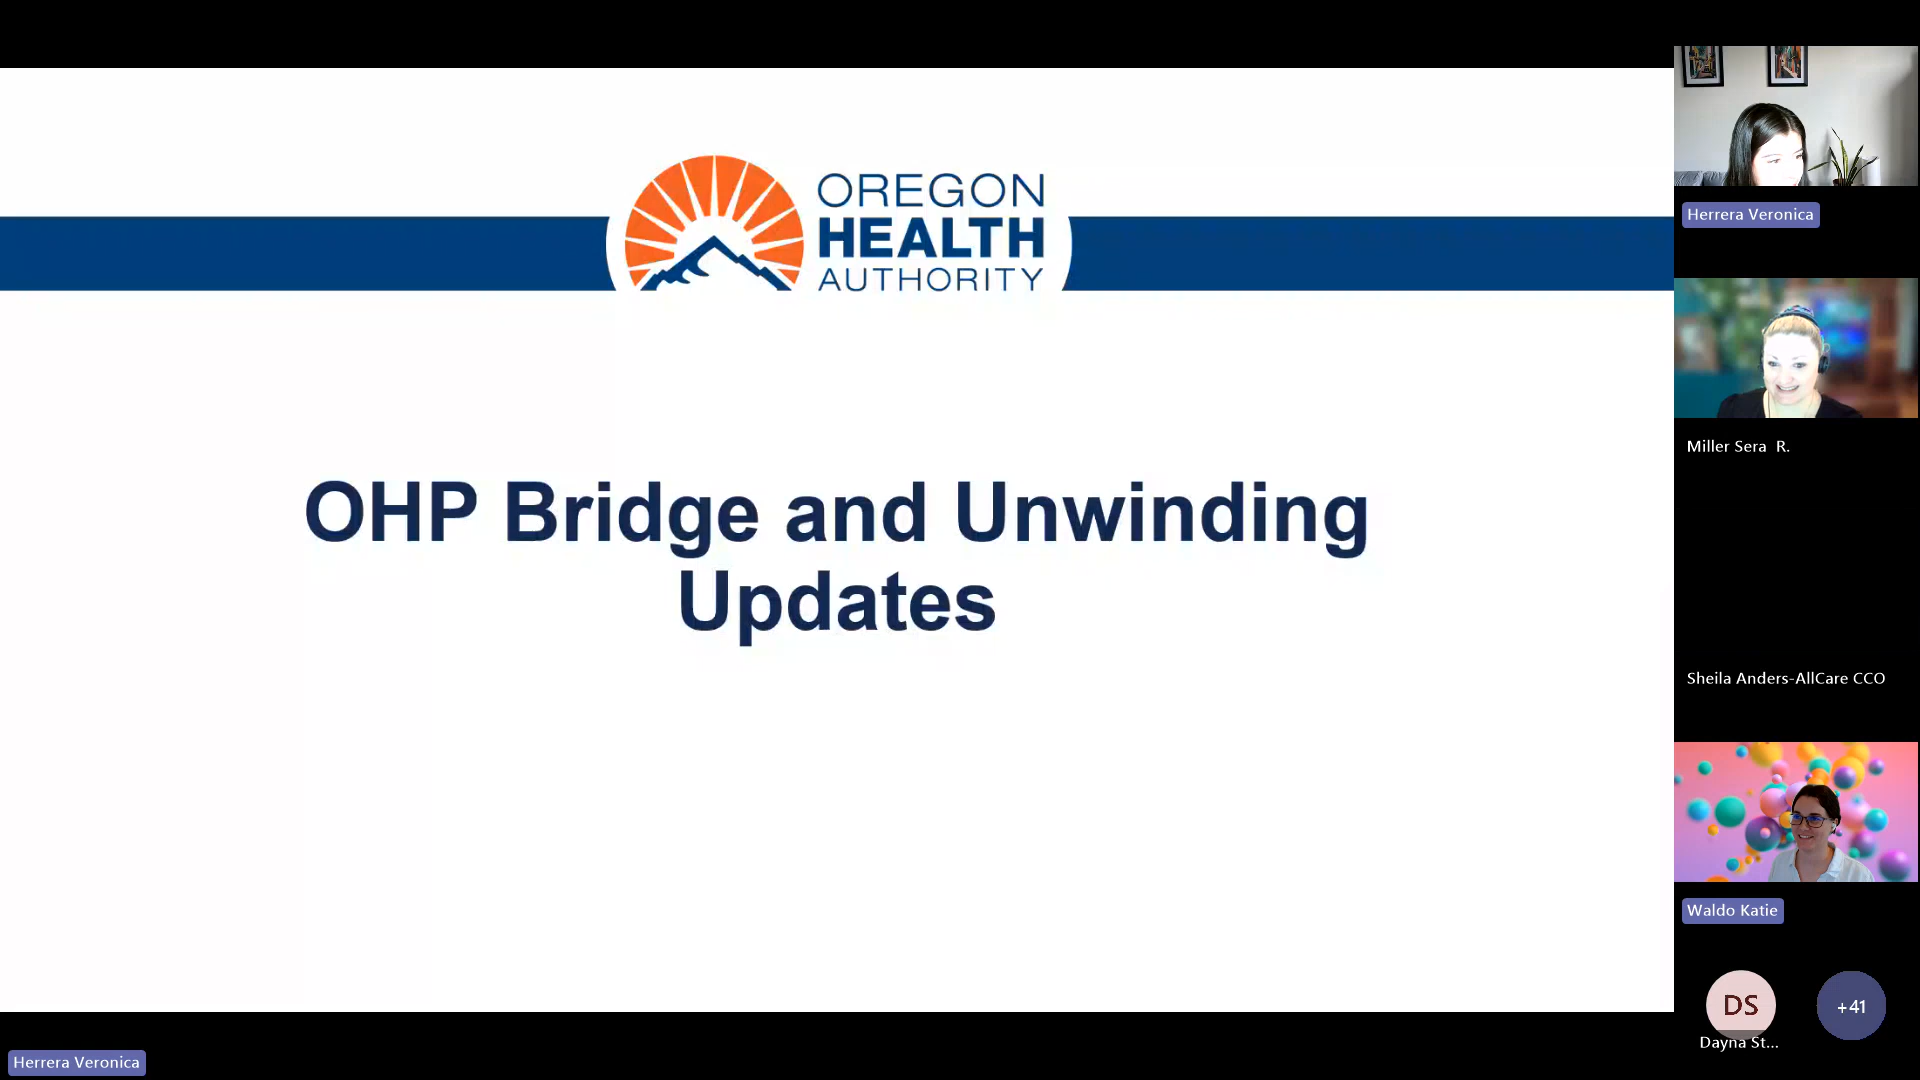 OREGON
HEALTH
AUTHORITY
OHP Bridge and Unwinding
Updates
Herrera Veronica
Miller Sera R.
Sheila Anders-AllCare CCO
Waldo Katie
DS
+41
Dayna St...
Herrera Veronica